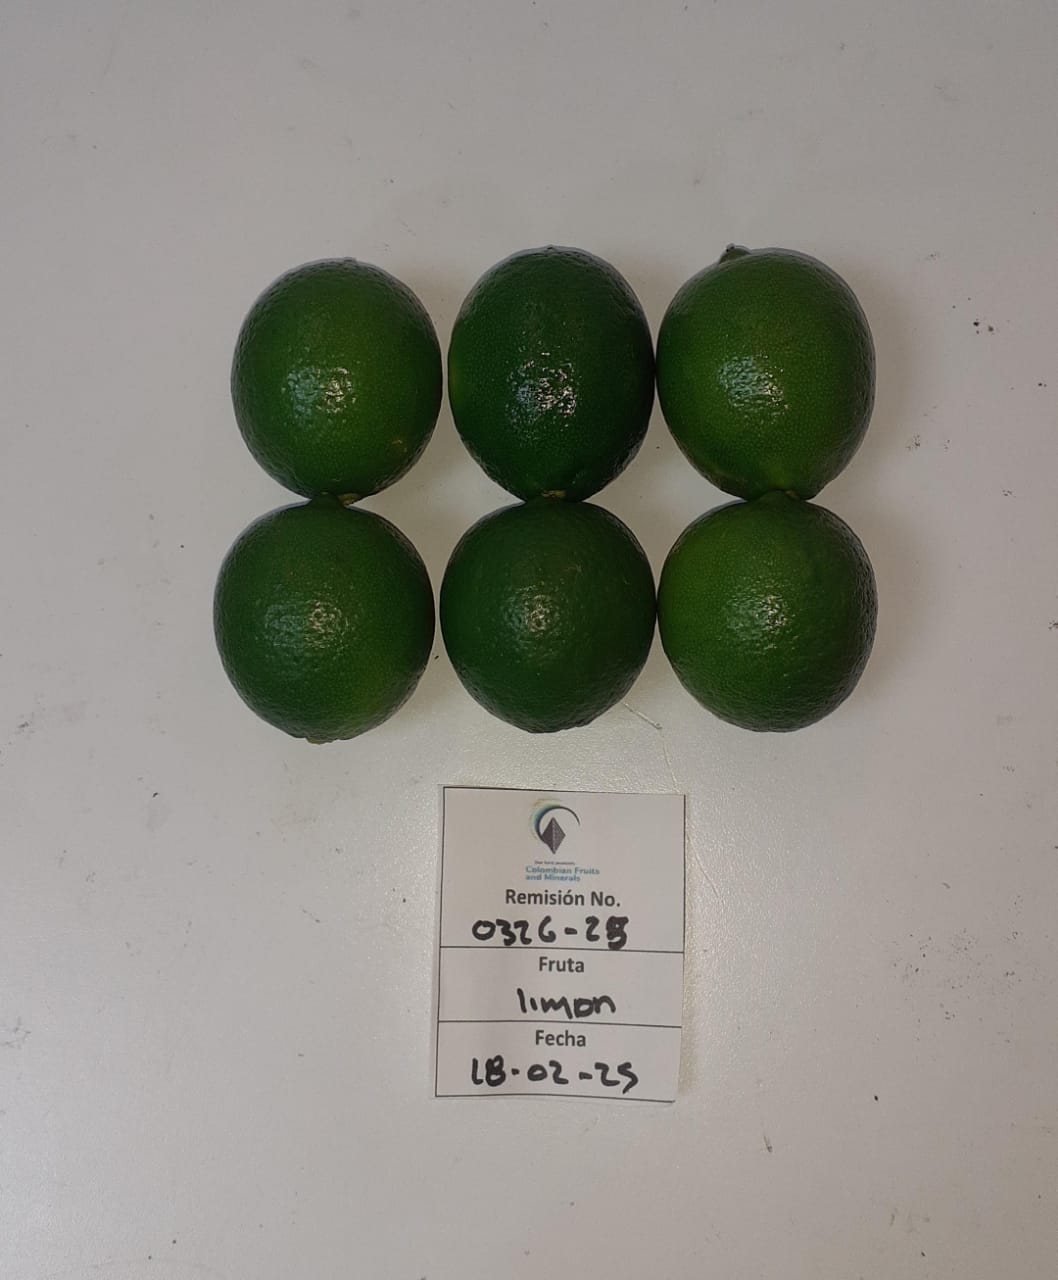 Colombian Fruits
and Minerals
Remisión No.
0326-25
Fruta
limon
Fecha
18-02-25